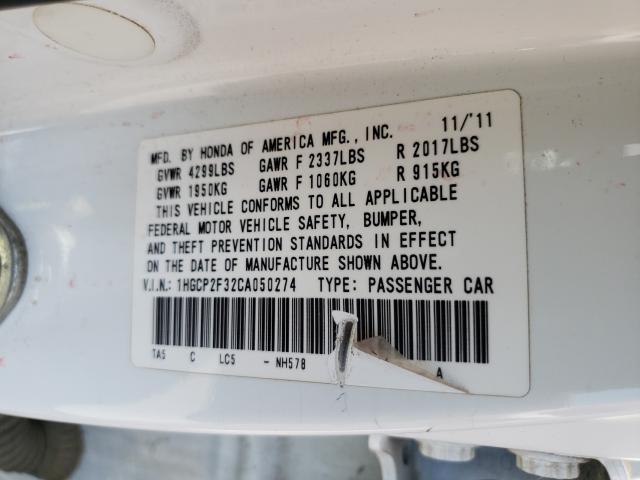 MFD. BY HONDA OF AMERICA MFG., INC. 11/'11
GVWR 4299LBS GAWR F 2337LBS R 2017LBS
GVWR 1950KG GAWR F 1060KG R 915KG
THIS VEHICLE CONFORMS TO ALL APPLICABLE
FEDERAL MOTOR VEHICLE SAFETY, BUMPER,
AND THEFT PREVENTION STANDARDS IN EFFECT
ON THE DATE OF MANUFACTURE SHOWN ABOVE.
V.I.N.: 1HGCP2F32CA050274 TYPE: PASSENGER CAR
TA5 C LC5 - NH578 A